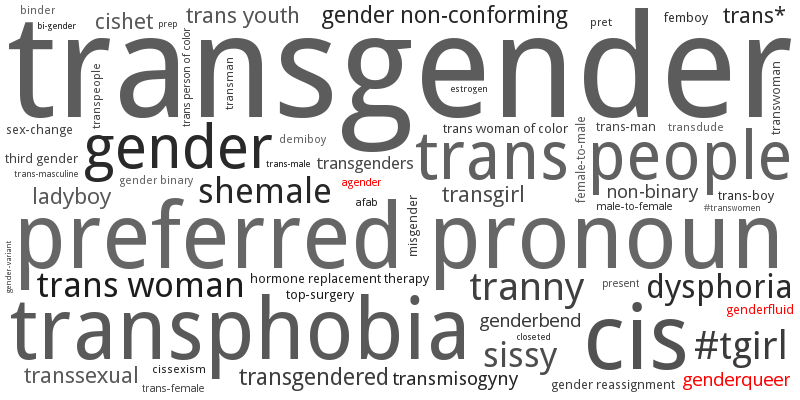 binder
bi-gender
cishet
prep
trans youth
gender non-conforming
pret
femboy
trans*
transgender
transpeople
trans person of color
transman
estrogen
transwoman
sex-change
gender
demiboy
trans woman of color
trans-man
transdude
third gender
trans-masculine
trans-male
transgenders
trans people
female-to-male
gender binary
ladyboy
shemale
agender
afab
transgirl
non-binary
trans-boy
male-to-female
#transwomen
misgender
preferred pronoun
gender-variant
trans woman
hormone replacement therapy
top-surgery
tranny
present
dysphoria
genderfluid
transphobia
genderbend
closeted
cis
#tgirl
sissy
transsexual
cissexism
trans-female
transgendered
transmisogyny
gender reassignment
genderqueer